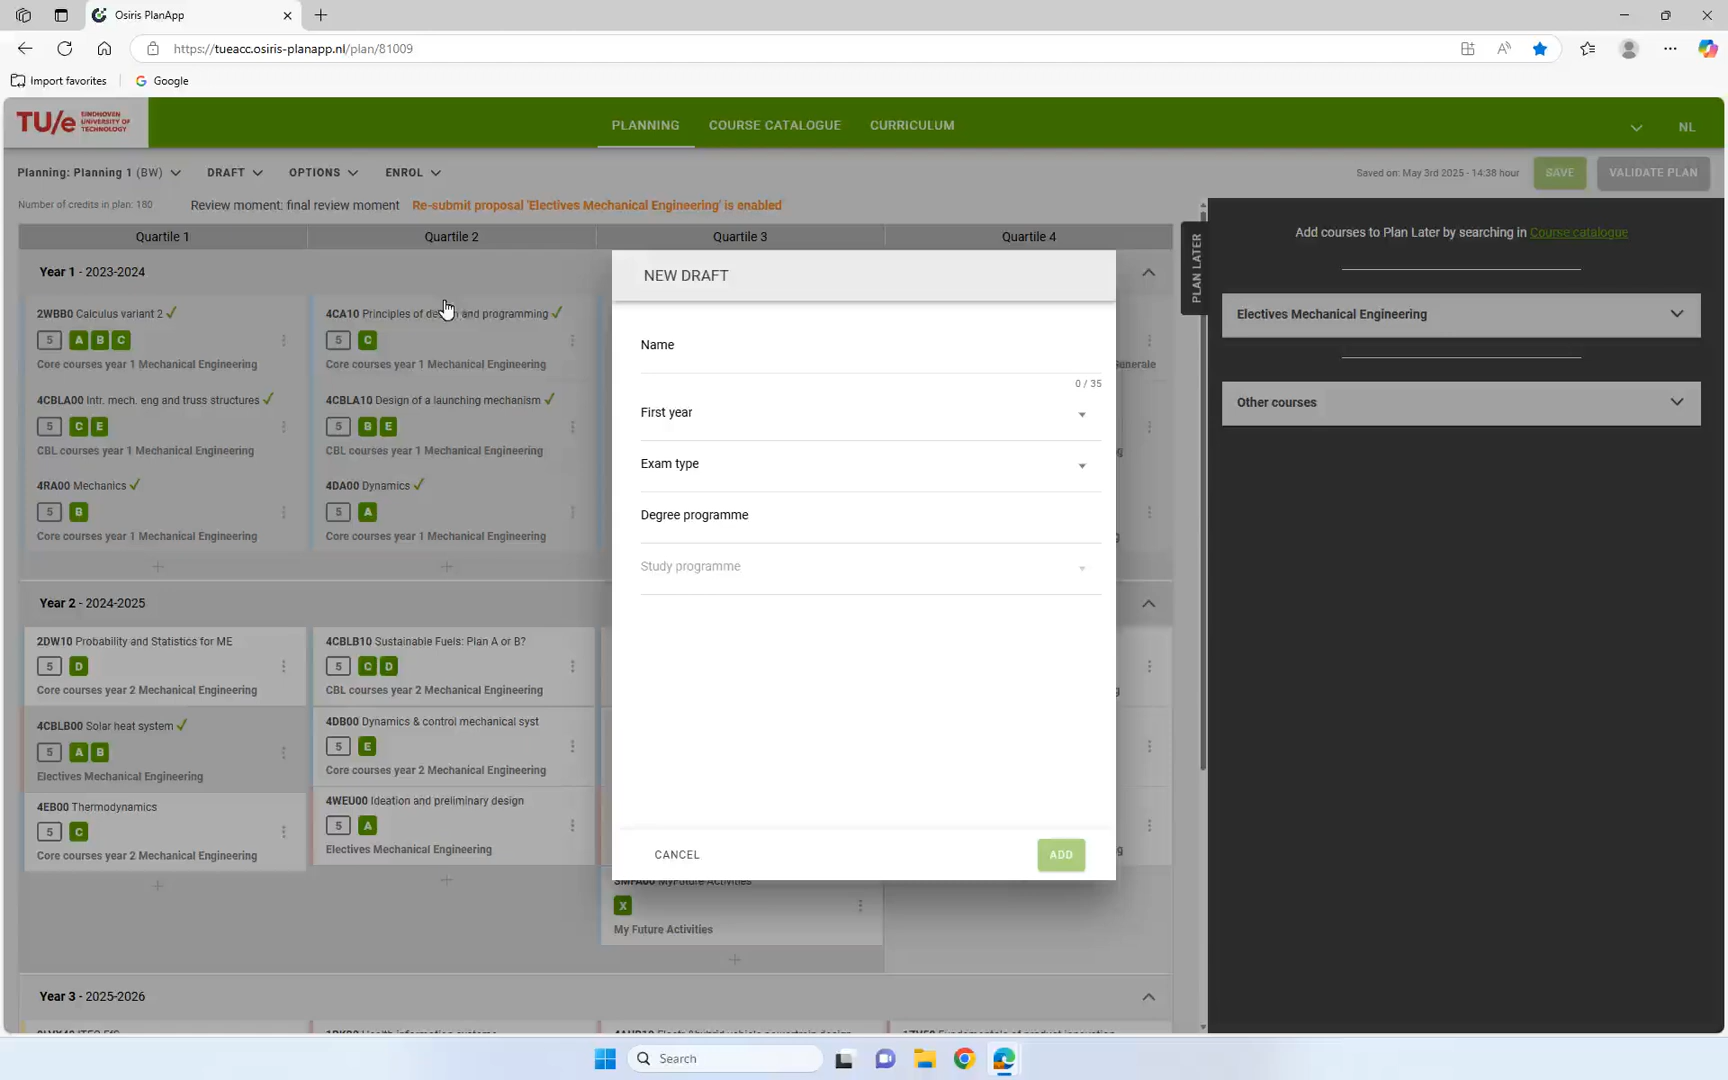 Osiris PlanApp
https://tueacc.osiris-planapp.nl/plan/81009
Import favorites
Google
TU/e EINDHOVEN UNIVERSITY OF TECHNOLOGY
PLANNING
COURSE CATALOGUE
CURRICULUM
NL
Planning: Planning 1 (BW)
DRAFT
OPTIONS
ENROL
Saved on: May 3rd 2025 - 14:38 hour
SAVE
VALIDATE PLAN
Number of credits in plan: 180
Review moment: final review moment
Re-submit proposal 'Electives Mechanical Engineering' is enabled
Quartile 1
Quartile 2
Quartile 3
Quartile 4
Year 1 - 2023-2024
2WBB0 Calculus variant 2
5 A B C
Core courses year 1 Mechanical Engineering
4CBLA00 Intr. mech. eng and truss structures
5 C E
CBL courses year 1 Mechanical Engineering
4RA00 Mechanics
5 B
Core courses year 1 Mechanical Engineering
4CA10 Principles of and programming
5 C
Core courses year 1 Mechanical Engineering
4CBLA10 Design of a launching mechanism
5 B E
CBL courses year 1 Mechanical Engineering
4DA00 Dynamics
5 A
Core courses year 1 Mechanical Engineering
Year 2 - 2024-2025
2DW10 Probability and Statistics for ME
5 D
Core courses year 2 Mechanical Engineering
4CBLB00 Solar heat system
5 A B
Electives Mechanical Engineering
4EB00 Thermodynamics
5 C
Core courses year 2 Mechanical Engineering
4CBLB10 Sustainable Fuels: Plan A or B?
5 C D
CBL courses year 2 Mechanical Engineering
4DB00 Dynamics & control mechanical syst
5 E
Core courses year 2 Mechanical Engineering
4WEU00 Ideation and preliminary design
5 A
Electives Mechanical Engineering
MyFuture Activities
X
My Future Activities
Year 3 - 2025-2026
NEW DRAFT
Name
0 / 35
First year
Exam type
Degree programme
Study programme
CANCEL
ADD
PLAN LATER
Add courses to Plan Later by searching in Course catalogue
Electives Mechanical Engineering
Other courses
Search